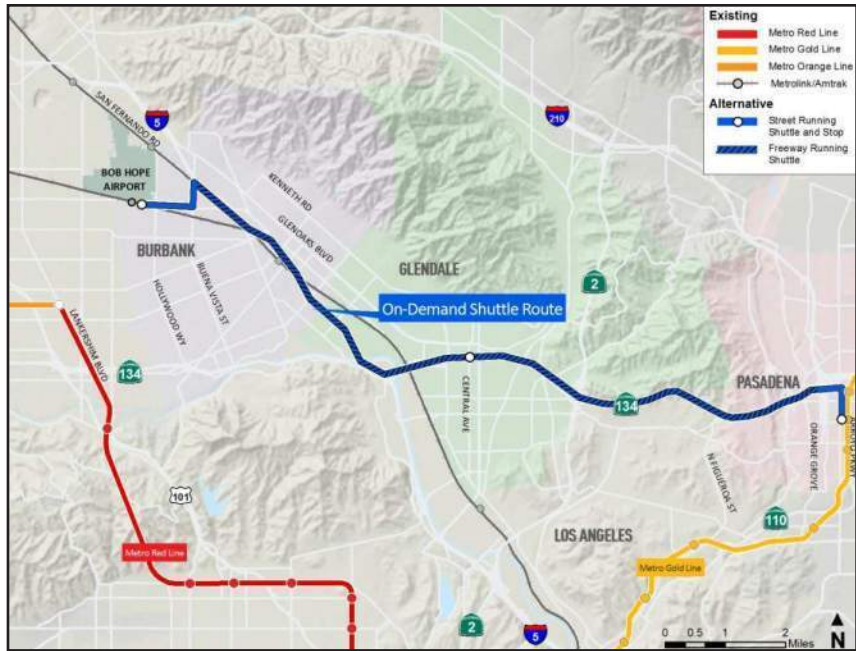 Existing
Metro Red Line
Metro Gold Line
Metro Orange Line
Metrolink/Amtrak
Alternative
Street Running
Shuttle and Stop
Freeway Running
Shuttle
SAN FERNANDO RD
5
210
BOB HOPE
AIRPORT
KENNETH RD
GLENOAKS BLVD
BURBANK
GLENDALE
2
BUENA VISTA ST
HOLLYWOOD WY
On-Demand Shuttle Route
LANKERSHIM BLVD
134
CENTRAL AVE
134
PASADENA
ORANGE GROVE
ARROYO PKWY
N FIGUEROA ST
101
110
LOS ANGELES
Metro Red Line
Metro Gold Line
2
5
0 0.5 1 2
Miles
N